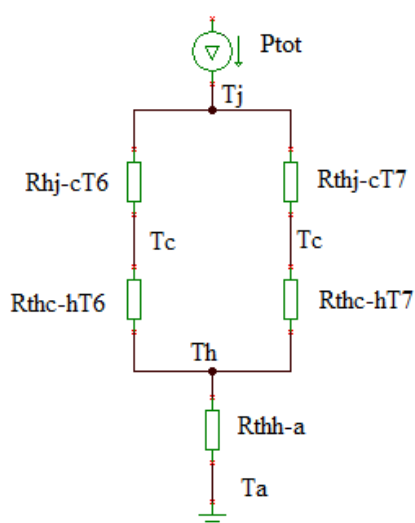 Ptot
Tj
Rhj-cT6
Rthj-cT7
Tc
Tc
Rthc-hT6
Rthc-hT7
Th
Rthh-a
Ta